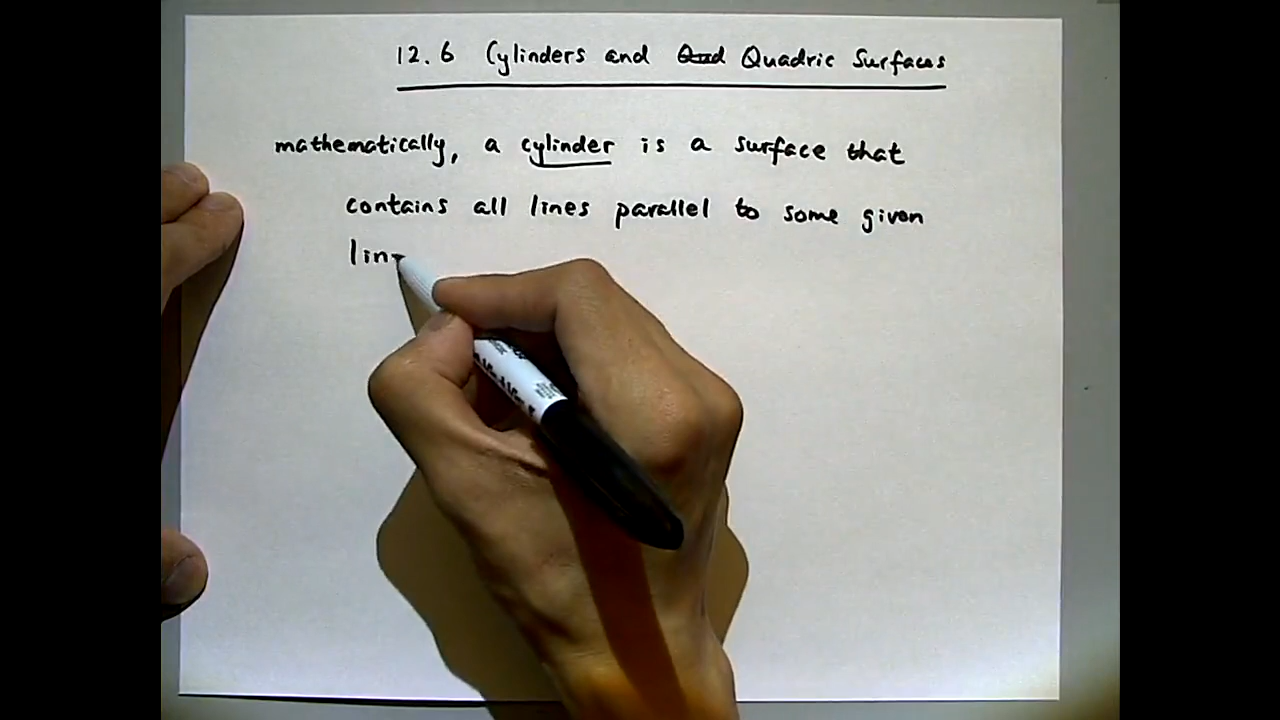 12.6 Cylinders and Quad Quadric Surfaces
mathematically, a cylinder is a surface that
contains all lines parallel to some given
lin